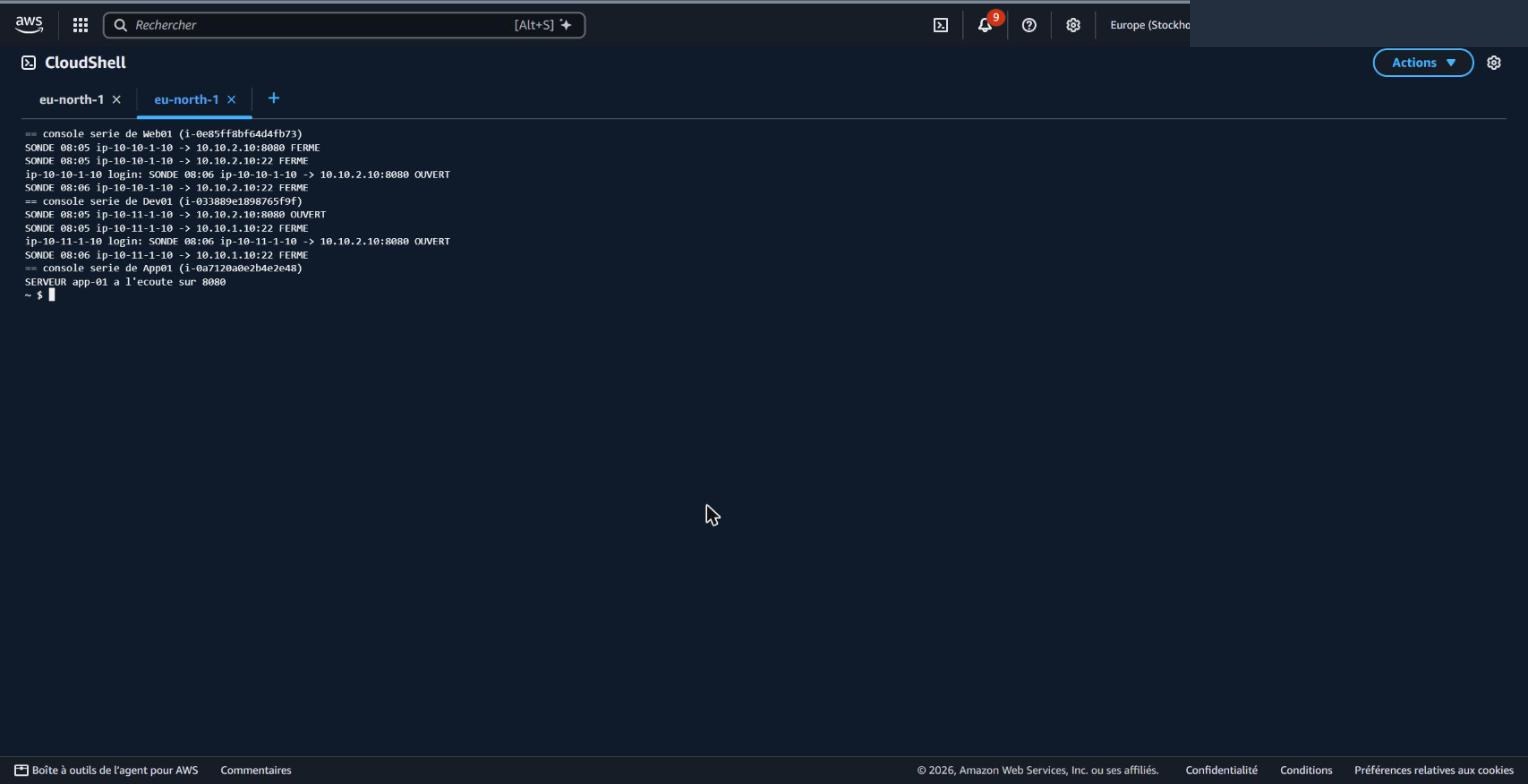 aws
Rechercher [Alt+S]
9
Europe (Stockho
CloudShell
Actions
eu-north-1
eu-north-1
== console serie de Web01 (i-0e85ff8bf64d4fb73)
SONDE 08:05 ip-10-10-1-10 -> 10.10.2.10:8080 FERME
SONDE 08:05 ip-10-10-1-10 -> 10.10.2.10:22 FERME
ip-10-10-1-10 login: SONDE 08:06 ip-10-10-1-10 -> 10.10.2.10:8080 OUVERT
SONDE 08:06 ip-10-10-1-10 -> 10.10.2.10:22 FERME
== console serie de Dev01 (i-033889e1898765f9f)
SONDE 08:05 ip-10-11-1-10 -> 10.10.2.10:8080 OUVERT
SONDE 08:05 ip-10-11-1-10 -> 10.10.1.10:22 FERME
ip-10-11-1-10 login: SONDE 08:06 ip-10-11-1-10 -> 10.10.2.10:8080 OUVERT
SONDE 08:06 ip-10-11-1-10 -> 10.10.1.10:22 FERME
== console serie de App01 (i-0a7120a0e2b4e2e48)
SERVEUR app-01 a l'ecoute sur 8080
~ $
Boîte à outils de l'agent pour AWS Commentaires © 2026, Amazon Web Services, Inc. ou ses affiliés. Confidentialité Conditions Préférences relatives aux cookies